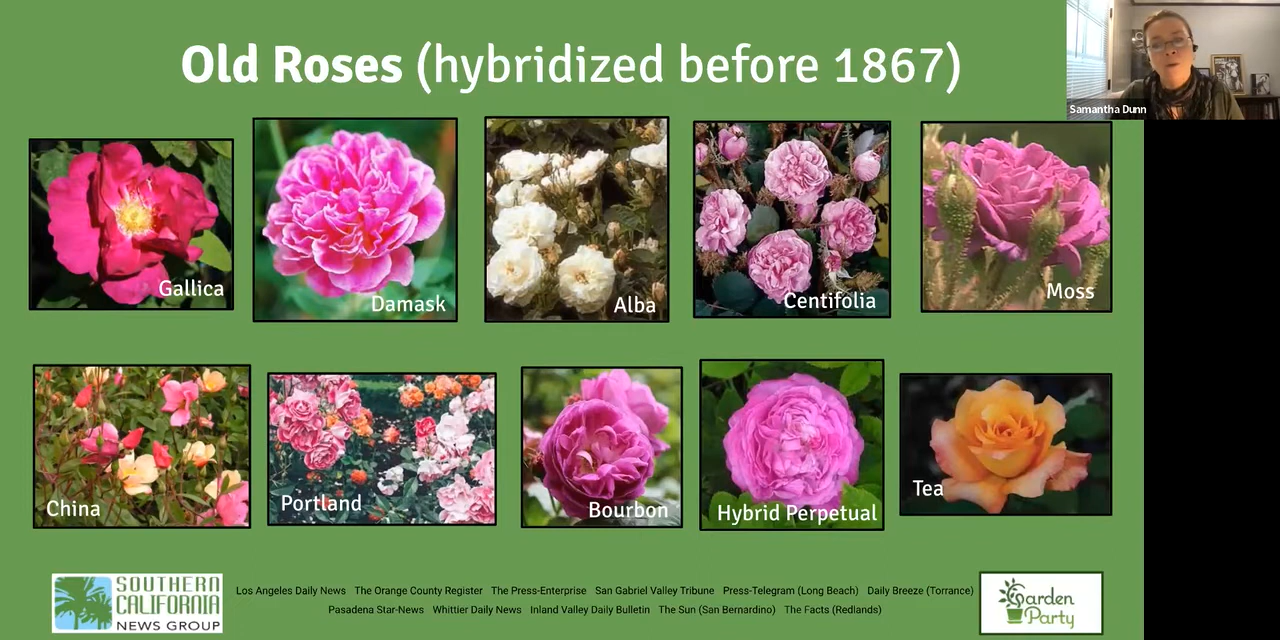 Old Roses (hybridized before 1867)
Samantha Dunn
Gallica
Damask
Alba
Centifolia
Moss
China
Portland
Bourbon
Hybrid Perpetual
Tea
SOUTHERN
CALIFORNIA
NEWS GROUP
Los Angeles Daily News The Orange County Register The Press-Enterprise San Gabriel Valley Tribune Press-Telegram (Long Beach) Daily Breeze (Torrance)
Pasadena Star-News Whittier Daily News Inland Valley Daily Bulletin The Sun (San Bernardino) The Facts (Redlands)
Garden
Party